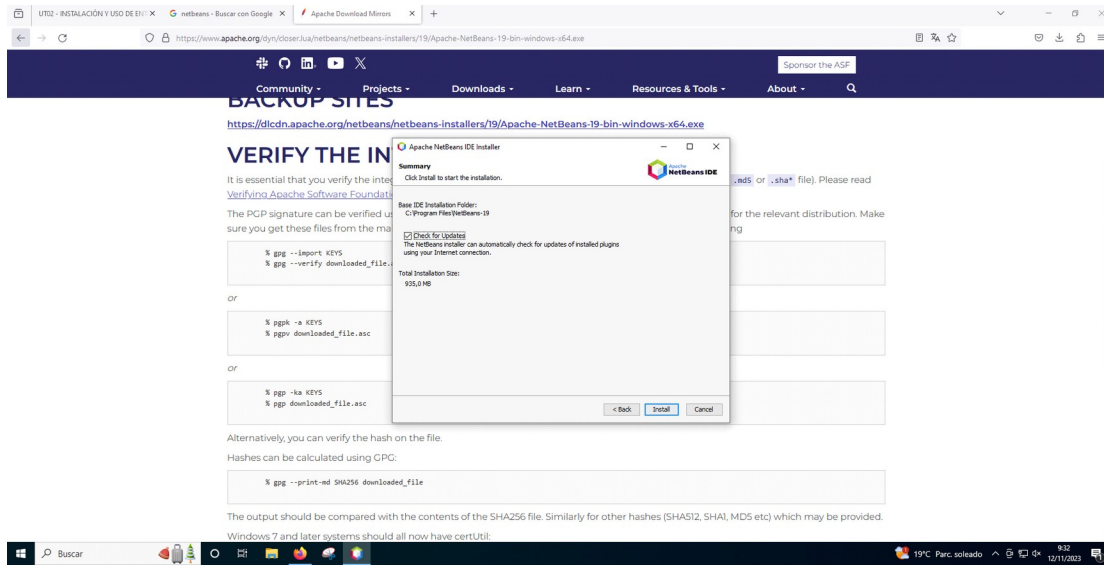 UT02 - INSTALACIÓN Y USO DE EN
netbeans - Buscar con Google
Apache Download Mirrors
https://www.apache.org/dyn/closer.lua/netbeans/netbeans-installers/19/Apache-NetBeans-19-bin-windows-x64.exe
Sponsor the ASF
Community Projects Downloads Learn Resources & Tools About
BACKUP SITES
https://dlcdn.apache.org/netbeans/netbeans-installers/19/Apache-NetBeans-19-bin-windows-x64.exe
VERIFY THE IN
It is essential that you verify the integ
.md5 or .sha* file). Please read
Verifying Apache Software Foundati
The PGP signature can be verified us
for the relevant distribution. Make
sure you get these files from the ma
ng
% gpg --import KEYS
% gpg --verify downloaded_file.
or
% pgpk -a KEYS
% pgpv downloaded_file.asc
or
% pgp -ka KEYS
% pgp downloaded_file.asc
Alternatively, you can verify the hash on the file.
Hashes can be calculated using GPG:
% gpg --print-md SHA256 downloaded_file
The output should be compared with the contents of the SHA256 file. Similarly for other hashes (SHA512, SHA1, MD5 etc) which may be provided.
Windows 7 and later systems should all now have certUtil:
Apache NetBeans IDE Installer
Summary
Click Install to start the installation.
Apache
NetBeans IDE
Base IDE Installation Folder:
C:\Program Files\NetBeans-19
Check for Updates
The NetBeans installer can automatically check for updates of installed plugins
using your Internet connection.
Total Installation Size:
935,0 MB
< Back Install Cancel
Buscar
19°C Parc. soleado
9:32
12/11/2023